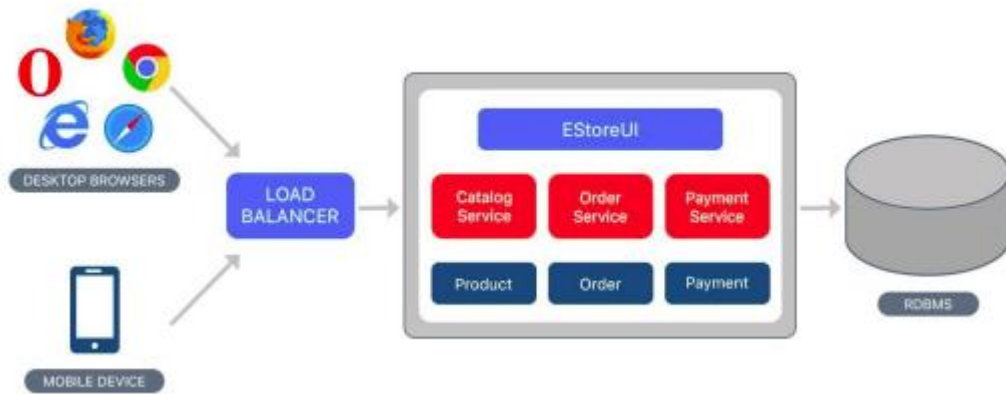 DESKTOP BROWSERS
MOBILE DEVICE
LOAD
BALANCER
EStoreUI
Catalog
Service
Order
Service
Payment
Service
Product
Order
Payment
RDBMS